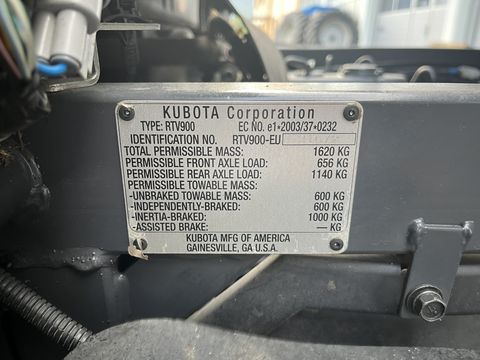 KUBOTA Corporation
TYPE: RTV900 EC NO. e1*2003/37*0232
IDENTIFICATION NO. RTV900-EIJ
TOTAL PERMISSIBLE MASS: 1620 KG
PERMISSIBLE FRONT AXLE LOAD: 656 KG
PERMISSIBLE REAR AXLE LOAD: 1140 KG
PERMISSIBLE TOWABLE MASS:
-UNBRAKED TOWABLE MASS: 600 KG
-INDEPENDENTLY-BRAKED: 600 KG
-INERTIA-BRAKED: 1000 KG
-ASSISTED BRAKE: — KG
KUBOTA MFG OF AMERICA
GAINESVILLE, GA U.S.A.